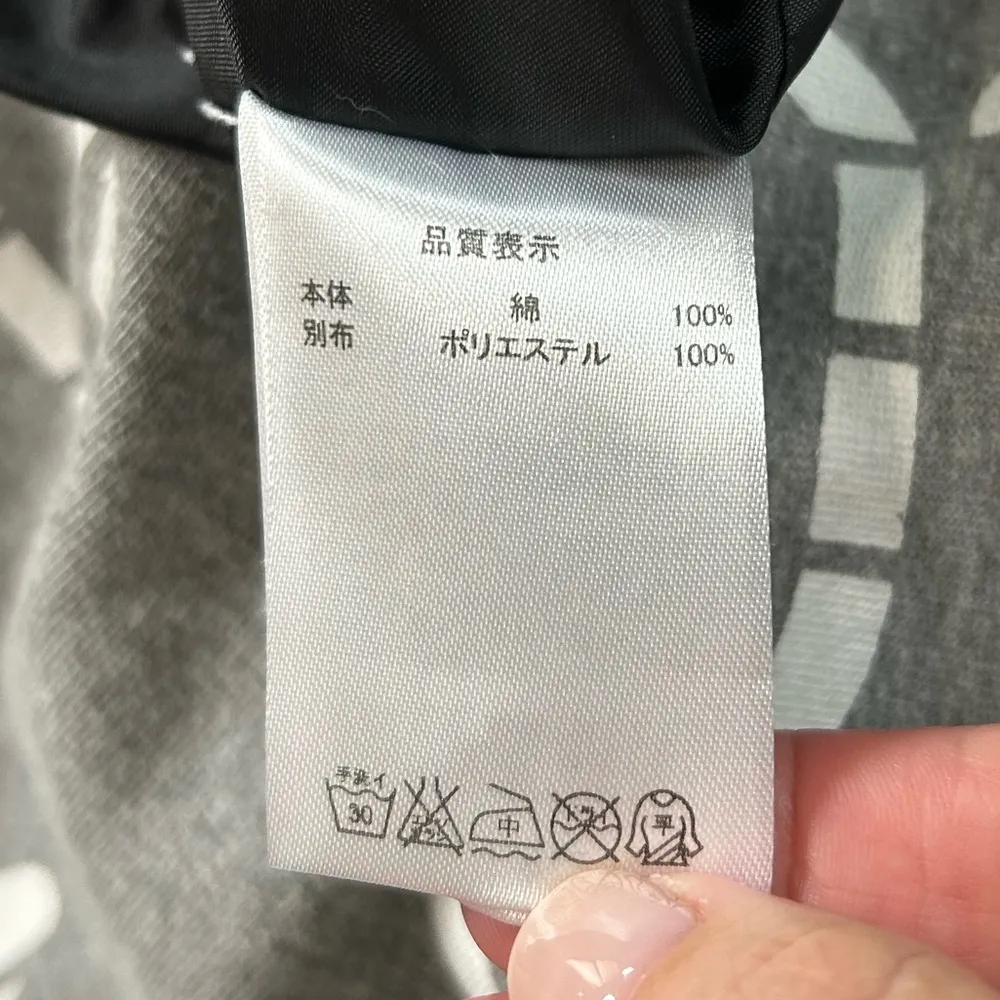 品質表示
本体 綿 100%
別布 ポリエステル 100%
手洗イ
30 中 平